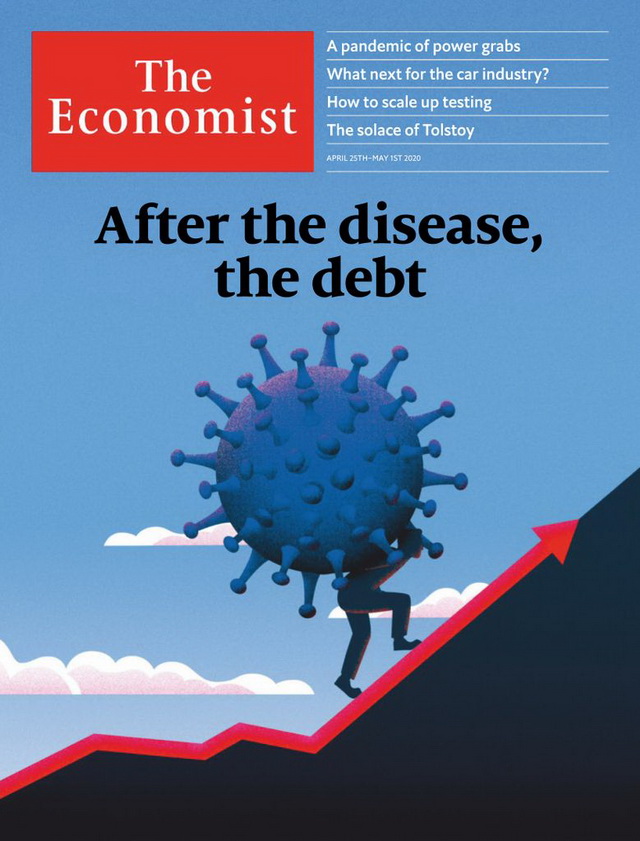 The
Economist
A pandemic of power grabs
What next for the car industry?
How to scale up testing
The solace of Tolstoy
APRIL 25TH–MAY 1ST 2020
After the disease,
the debt